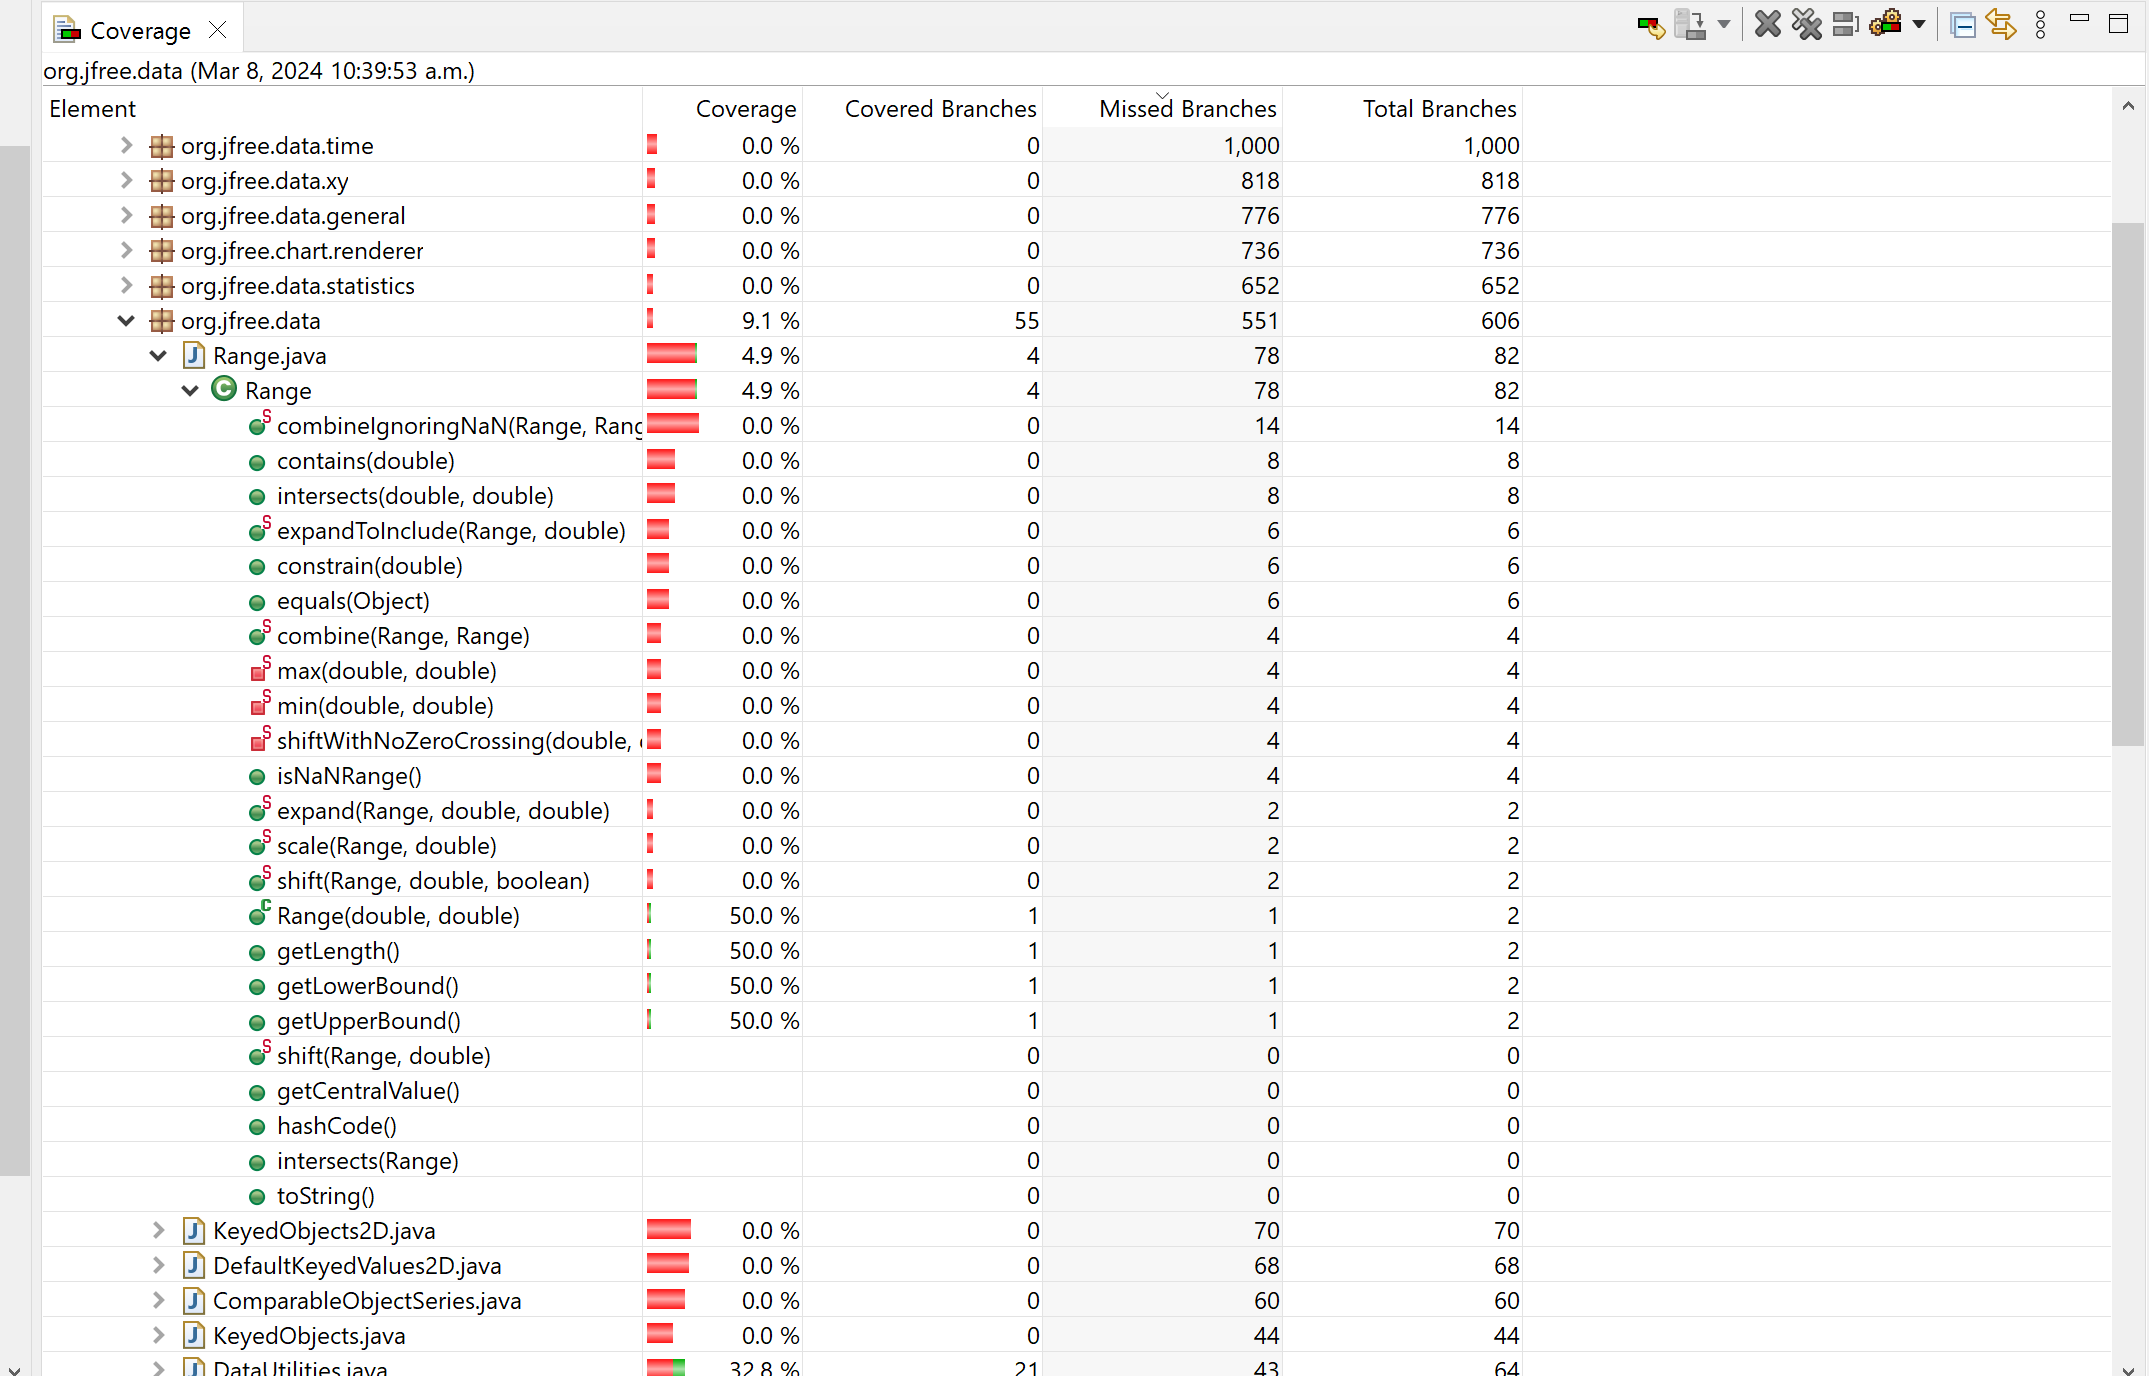 Coverage
org.jfree.data (Mar 8, 2024 10:39:53 a.m.)
Element Coverage Covered Branches Missed Branches Total Branches
org.jfree.data.time 0.0 % 0 1,000 1,000
org.jfree.data.xy 0.0 % 0 818 818
org.jfree.data.general 0.0 % 0 776 776
org.jfree.chart.renderer 0.0 % 0 736 736
org.jfree.data.statistics 0.0 % 0 652 652
org.jfree.data 9.1 % 55 551 606
Range.java 4.9 % 4 78 82
Range 4.9 % 4 78 82
combineIgnoringNaN(Range, Rang 0.0 % 0 14 14
contains(double) 0.0 % 0 8 8
intersects(double, double) 0.0 % 0 8 8
expandToInclude(Range, double) 0.0 % 0 6 6
constrain(double) 0.0 % 0 6 6
equals(Object) 0.0 % 0 6 6
combine(Range, Range) 0.0 % 0 4 4
max(double, double) 0.0 % 0 4 4
min(double, double) 0.0 % 0 4 4
shiftWithNoZeroCrossing(double, 0.0 % 0 4 4
isNaNRange() 0.0 % 0 4 4
expand(Range, double, double) 0.0 % 0 2 2
scale(Range, double) 0.0 % 0 2 2
shift(Range, double, boolean) 0.0 % 0 2 2
Range(double, double) 50.0 % 1 1 2
getLength() 50.0 % 1 1 2
getLowerBound() 50.0 % 1 1 2
getUpperBound() 50.0 % 1 1 2
shift(Range, double) 0 0 0
getCentralValue() 0 0 0
hashCode() 0 0 0
intersects(Range) 0 0 0
toString() 0 0 0
KeyedObjects2D.java 0.0 % 0 70 70
DefaultKeyedValues2D.java 0.0 % 0 68 68
ComparableObjectSeries.java 0.0 % 0 60 60
KeyedObjects.java 0.0 % 0 44 44
DataUtilities.java 32.8 % 21 43 64